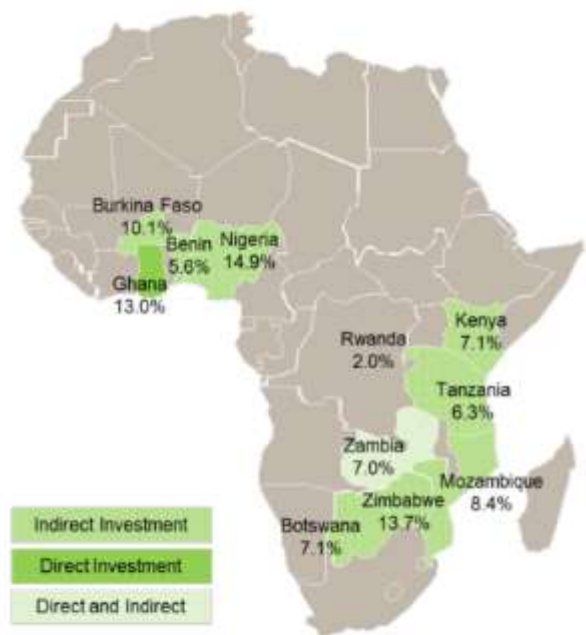 Burkina Faso
10.1%
Benin
5.6%
Nigeria
14.9%
Ghana
13.0%
Kenya
7.1%
Rwanda
2.0%
Tanzania
6.3%
Zambia
7.0%
Mozambique
8.4%
Zimbabwe
13.7%
Botswana
7.1%
Indirect Investment
Direct Investment
Direct and Indirect